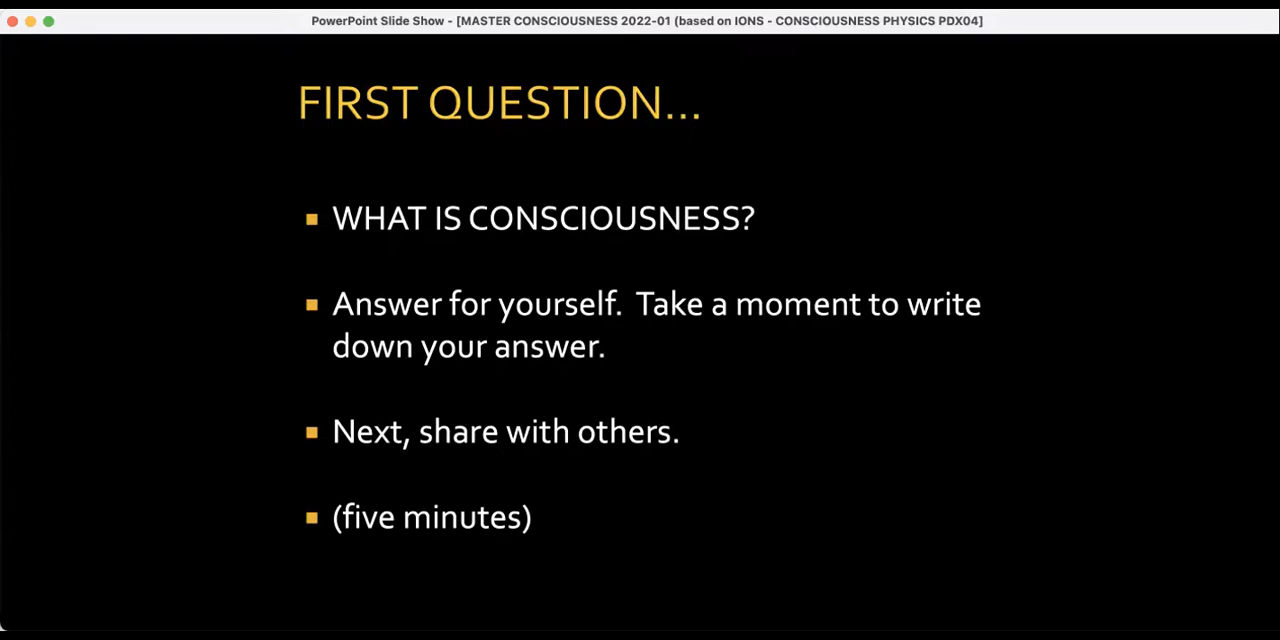 PowerPoint Slide Show - [MASTER CONSCIOUSNESS 2022-01 (based on IONS - CONSCIOUSNESS PHYSICS PDX04]
FIRST QUESTION...
▪ WHAT IS CONSCIOUSNESS?
▪ Answer for yourself.  Take a moment to write
down your answer.
▪ Next, share with others.
▪ (five minutes)